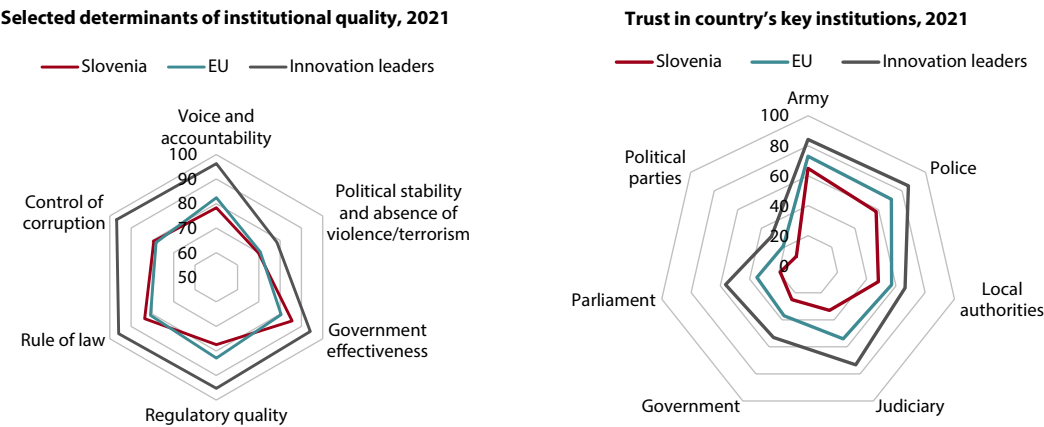 Selected determinants of institutional quality, 2021
Slovenia
EU
Innovation leaders
Voice and
accountability
100
90
80
70
60
50
Political stability
and absence of
violence/terrorism
Government
effectiveness
Regulatory quality
Rule of law
Control of
corruption
Trust in country’s key institutions, 2021
Slovenia
EU
Innovation leaders
Army
100
80
60
40
20
0
Police
Local
authorities
Judiciary
Government
Parliament
Political
parties